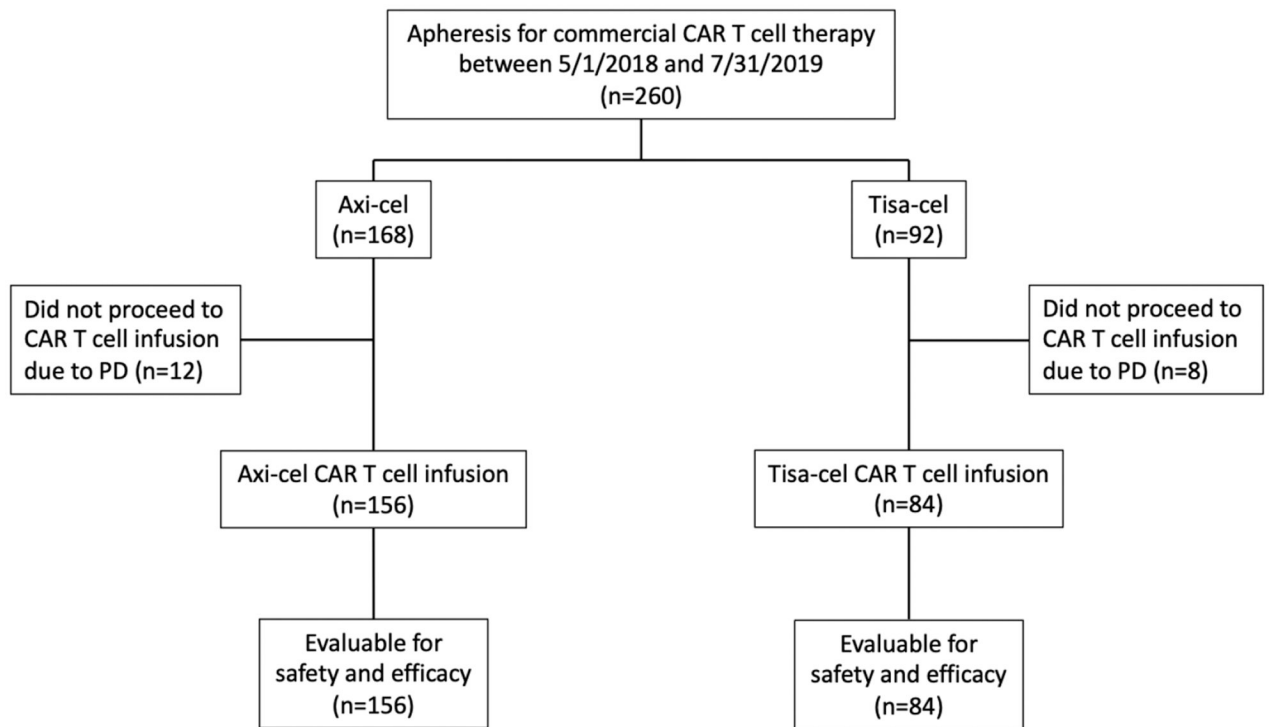 Apheresis for commercial CAR T cell therapy
between 5/1/2018 and 7/31/2019
(n=260)
Axi-cel
(n=168)
Tisa-cel
(n=92)
Did not proceed to
CAR T cell infusion
due to PD (n=12)
Did not proceed to
CAR T cell infusion
due to PD (n=8)
Axi-cel CAR T cell infusion
(n=156)
Tisa-cel CAR T cell infusion
(n=84)
Evaluable for
safety and efficacy
(n=156)
Evaluable for
safety and efficacy
(n=84)